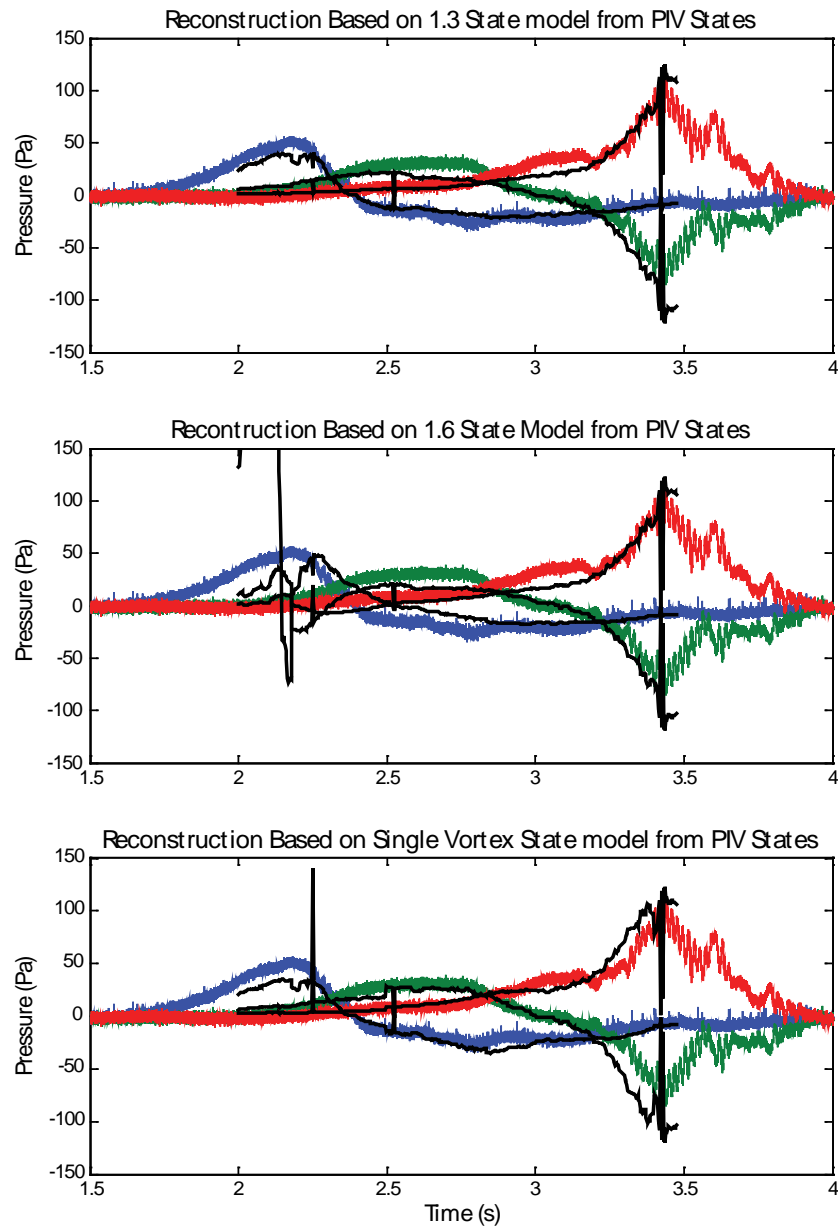 Reconstruction Based on 1.3 State model from PIV States
150
100
50
0
-50
-100
-150
Pressure (Pa)
1.5 2 2.5 3 3.5 4
Reconstruction Based on 1.6 State Model from PIV States
150
100
50
0
-50
-100
-150
Pressure (Pa)
1.5 2 2.5 3 3.5 4
Reconstruction Based on Single Vortex State model from PIV States
150
100
50
0
-50
-100
-150
Pressure (Pa)
1.5 2 2.5 3 3.5 4
Time (s)